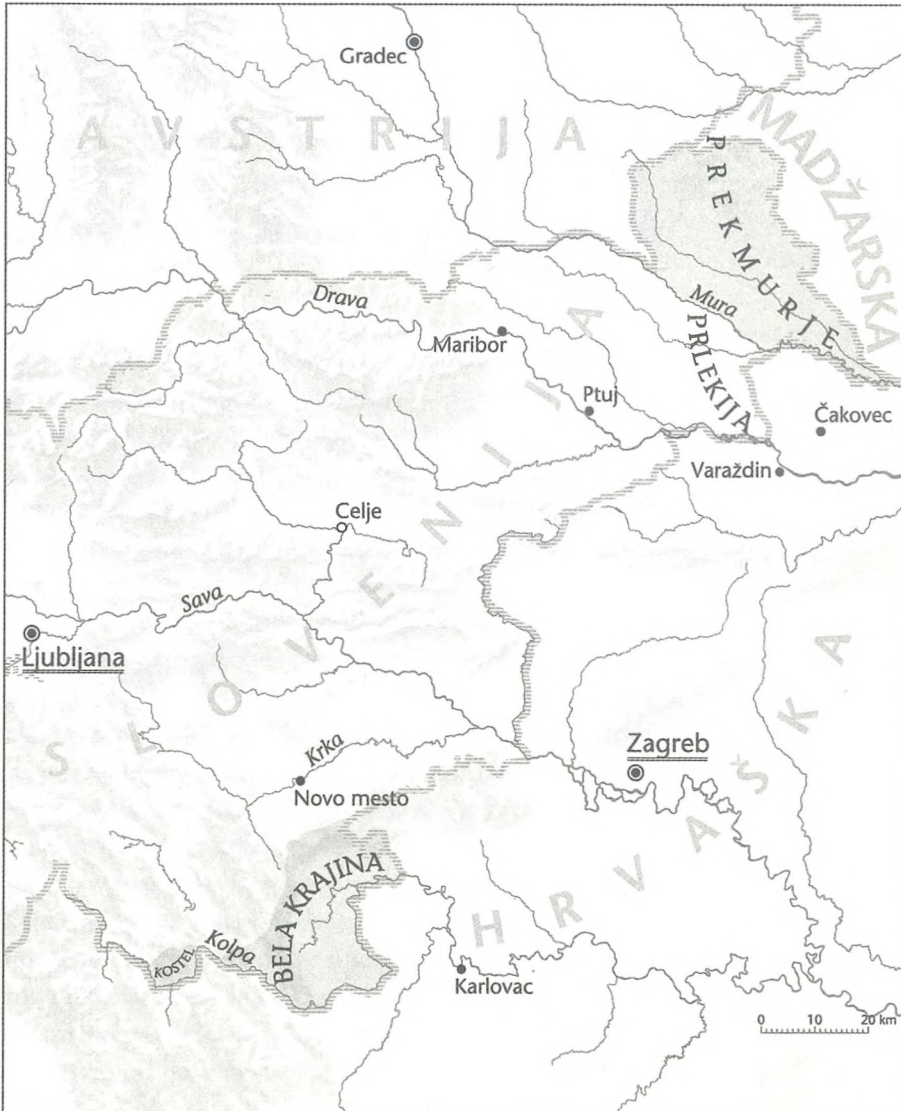 Gradec
AVSTRIJA
MADŽARSKA
PREKMURJE
Drava
Mura
Maribor
PRLEKIJA
Ptuj
Čakovec
Varaždin
Celje
SLOVENIJA
Sava
Ljubljana
Krka
Zagreb
Novo mesto
HRVAŠKA
BELA KRAJINA
Kolpa
KOSTEL
Karlovac
0 10 20 km